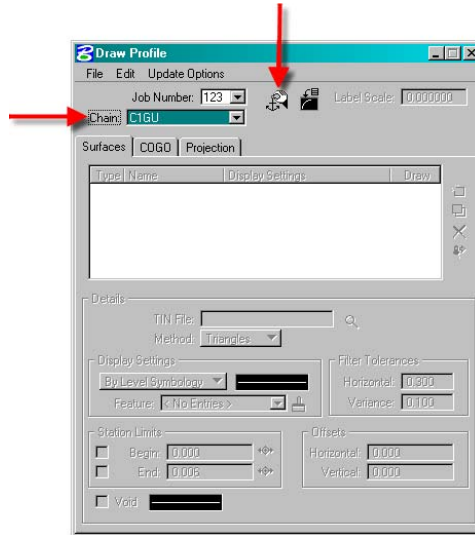 Draw Profile
File Edit Update Options
Job Number: 123 Label Scale: 0.000000
Chain: C1GU
Surfaces COGO Projection
Type Name Display Settings Draw
Details
TIN File:
Method: Triangles
Display Settings Filter Tolerances
By Level Symbology Horizontal: 0.300
Feature: < No Entries > Variance: 0.100
Station Limits Offsets
Begin: 0.000 Horizontal: 0.000
End: 0.006 Vertical: 0.000
Void